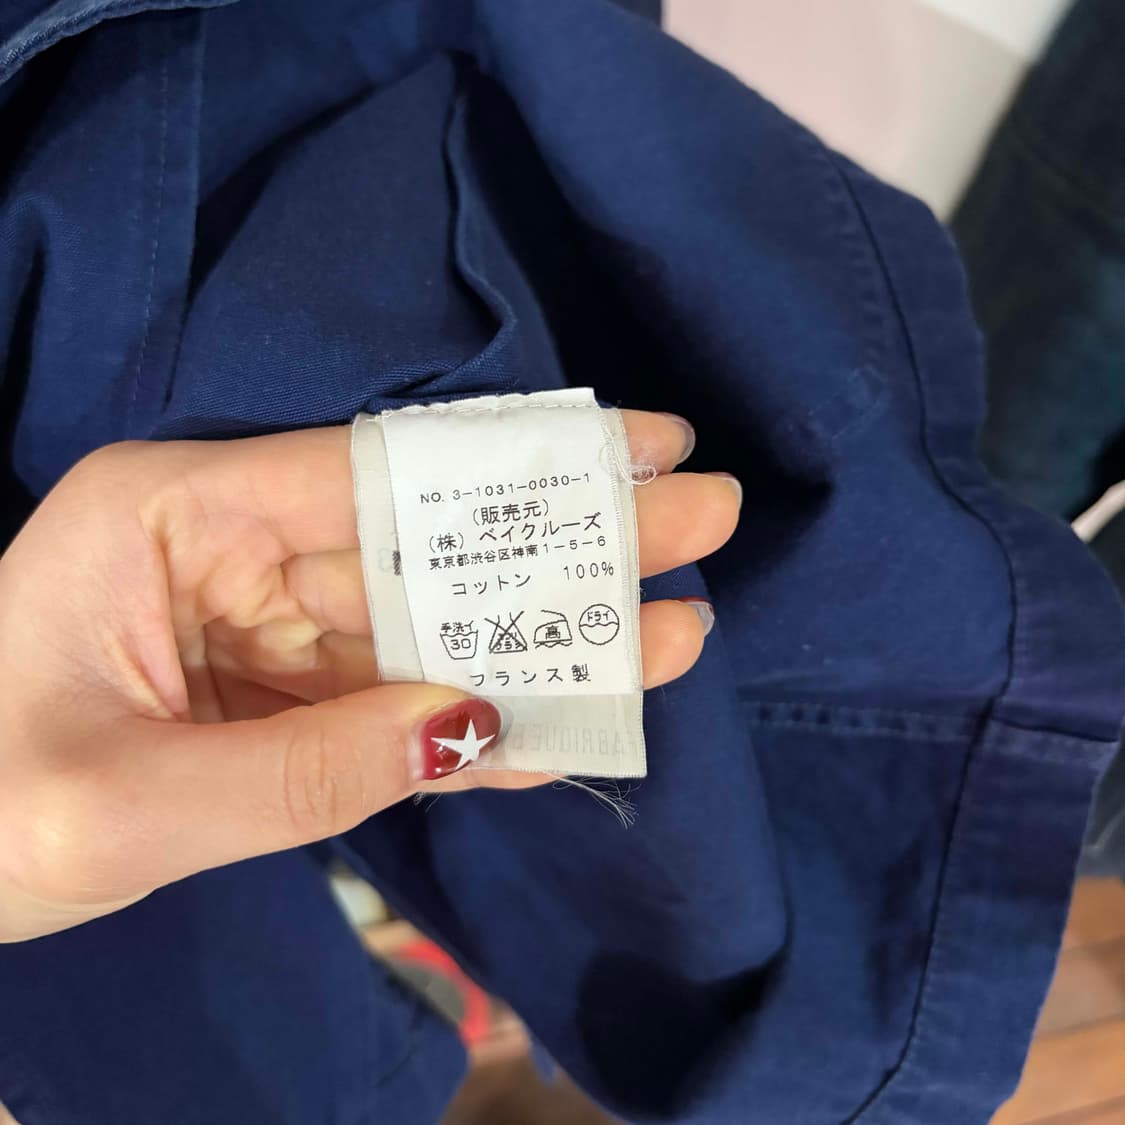 NO. 3-1031-0030-1
(販売元)
(株) ベイクルーズ
東京都渋谷区神南1-5-6
コットン 100%
手洗イ ドライ
30 高
フランス製